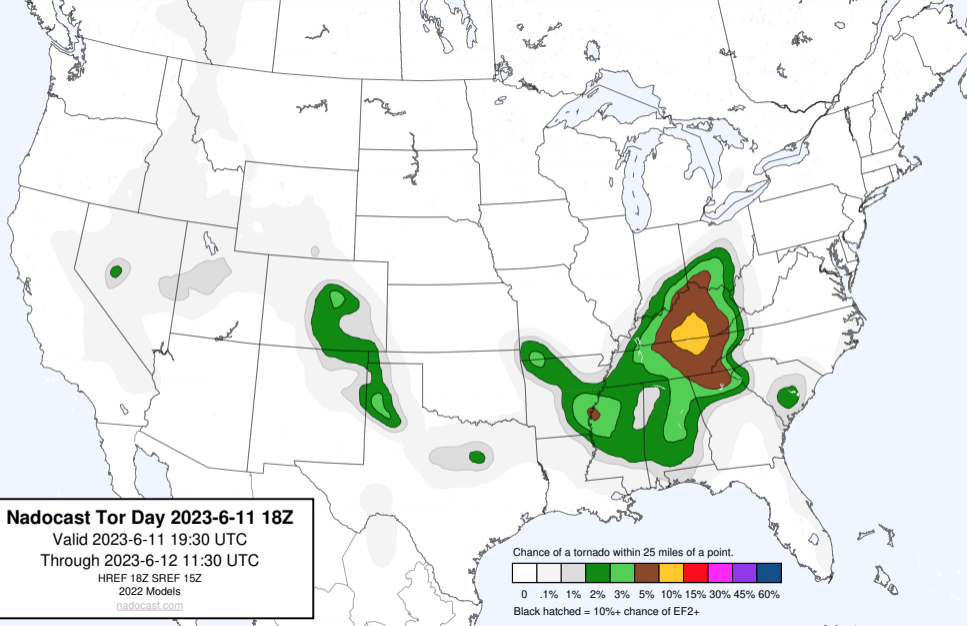 Nadocast Tor Day 2023-6-11 18Z
Valid 2023-6-11 19:30 UTC
Through 2023-6-12 11:30 UTC
HREF 18Z SREF 15Z
2022 Models
nadocast.com
Chance of a tornado within 25 miles of a point.
0 .1% 1% 2% 3% 5% 10% 15% 30% 45% 60%
Black hatched = 10%+ chance of EF2+